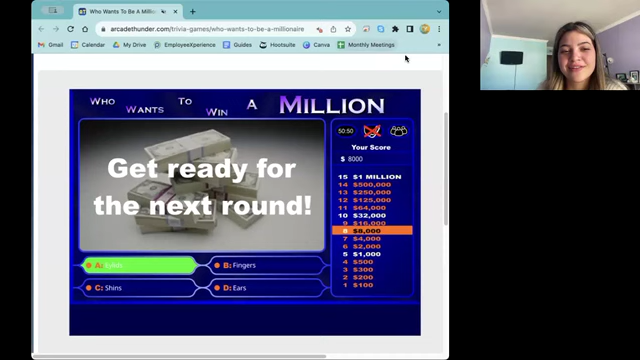 Who Wants To Be A Millio
arcadethunder.com/trivia-games/who-wants-to-be-a-millionaire
Gmail Calendar My Drive EmployeeXperience Guides Hootsuite Canva Monthly Meetings »
WHO WANTS TO WIN A MILLION
Get ready for
the next round!
50:50
Your Score
$ 8000
15 $1 MILLION
14 $500,000
13 $250,000
12 $125,000
11 $64,000
10 $32,000
9 $16,000
8 $8,000
7 $4,000
6 $2,000
5 $1,000
4 $500
3 $300
2 $200
1 $100
A:
B: Fingers
C: Shins
D: Ears